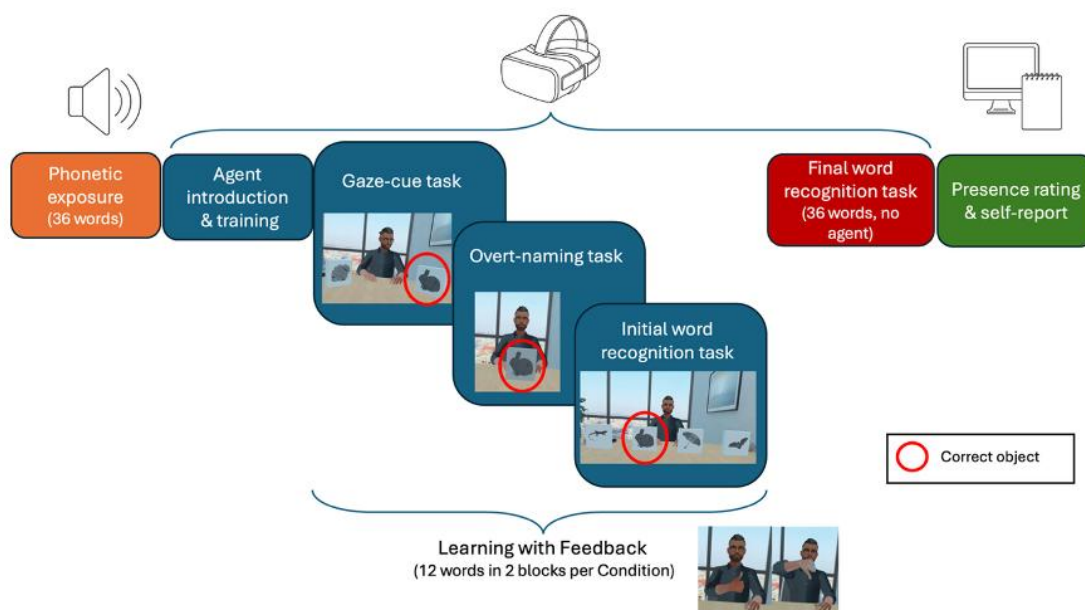 Phonetic
exposure
(36 words)
Agent
introduction
& training
Gaze-cue task
Overt-naming task
Initial word
recognition task
Final word
recognition task
(36 words, no
agent)
Presence rating
& self-report
Correct object
Learning with Feedback
(12 words in 2 blocks per Condition)